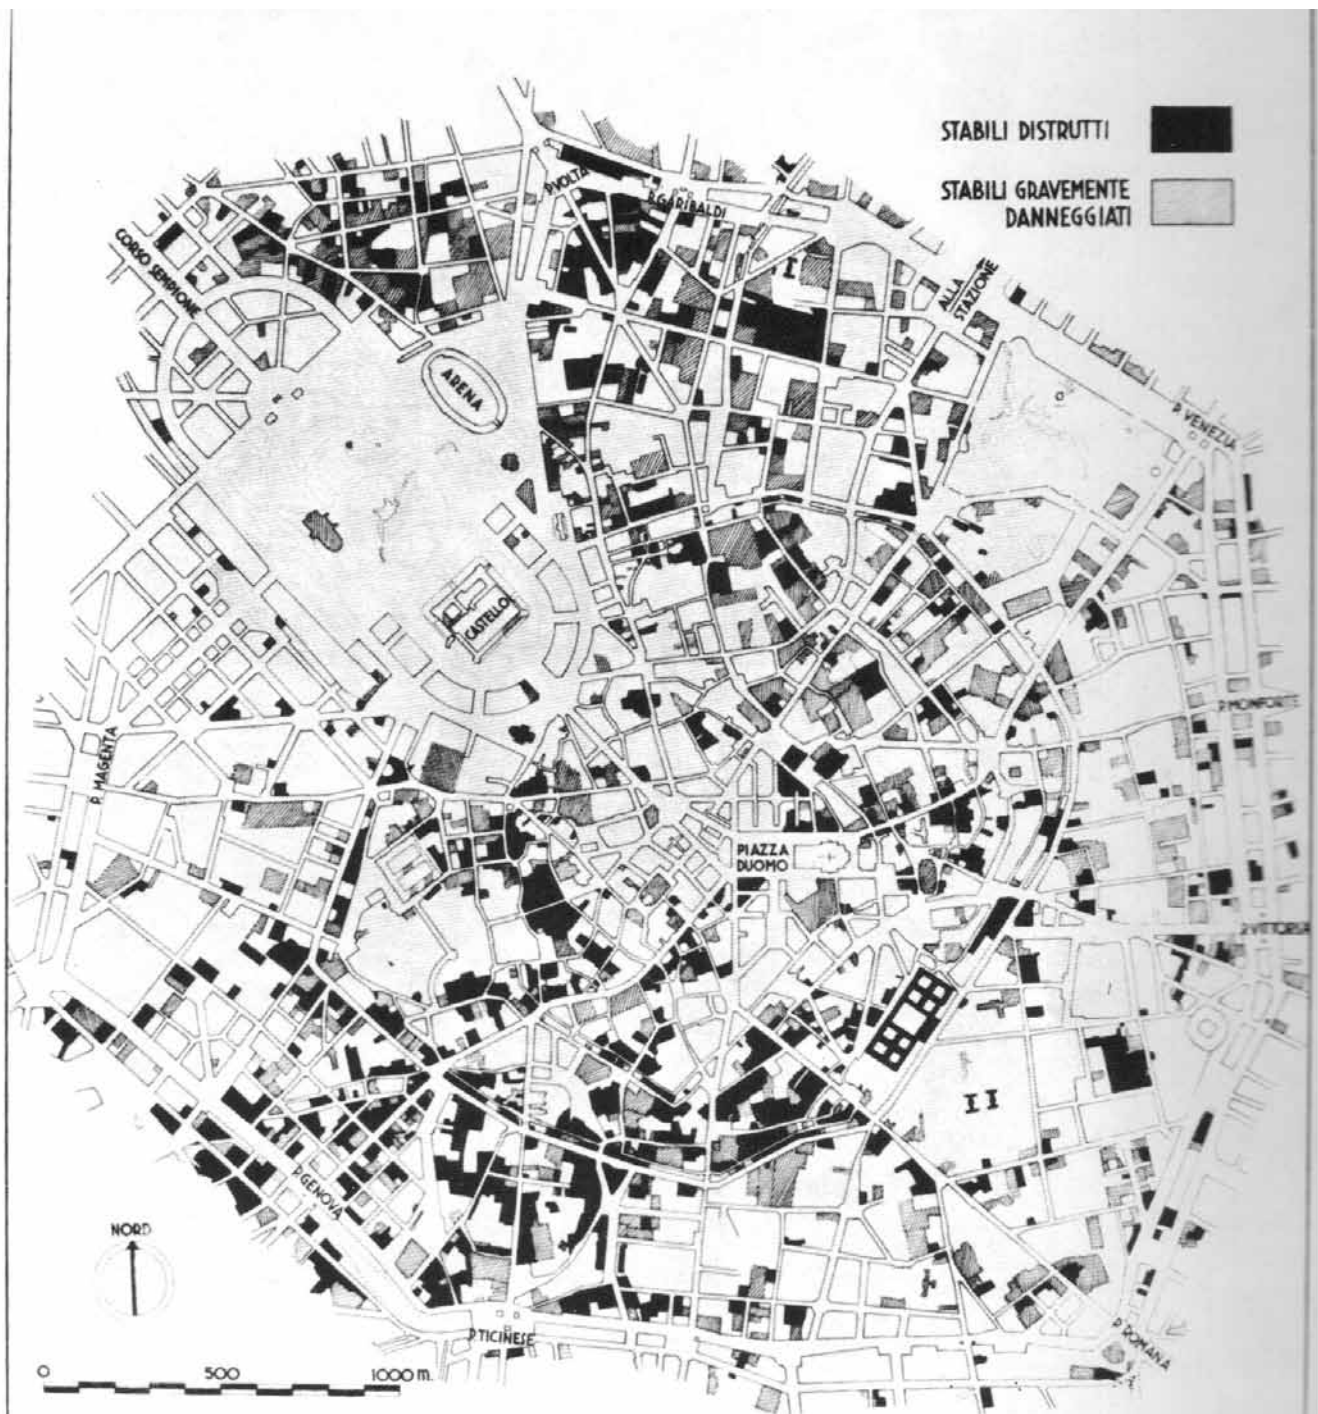 STABILI DISTRUTTI
STABILI GRAVEMENTE
DANNEGGIATI
P. VOLTA
P. GARIBALDI
I
CORSO SEMPIONE
ALLA
STAZIONE
ARENA
P. VENEZIA
CASTELLO
P. MONFORTE
P. MAGENTA
PIAZZA
DUOMO
P. VITTORIA
II
P. GENOVA
NORD
P. TICINESE
P. ROMANA
0 500 1000 m.